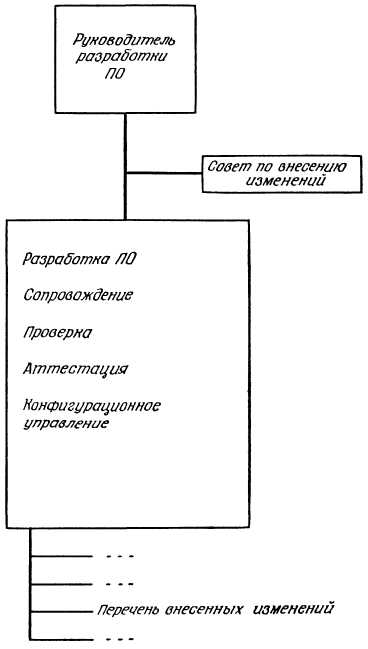 Руководитель
разработки
ПО
Совет по внесению
изменений
Разработка ПО
Сопровождение
Проверка
Аттестация
Конфигурационное
управление
- - -
- - -
Перечень внесенных изменений
- - -